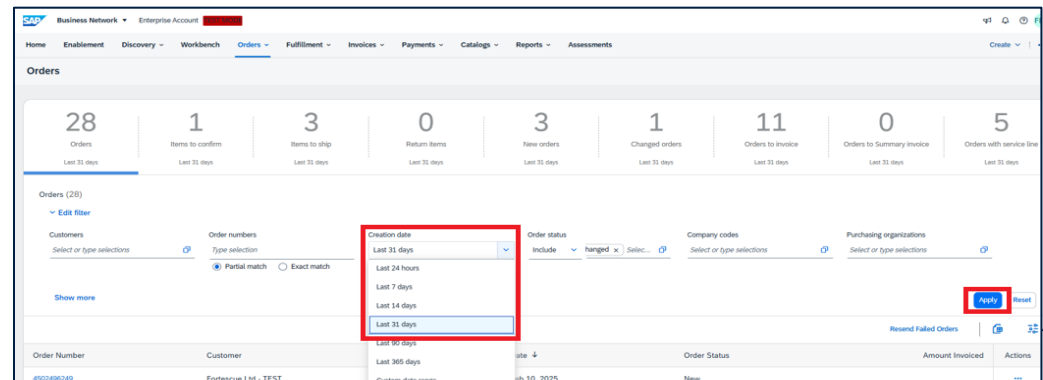 SAP Business Network Enterprise Account
Home Enablement Discovery Workbench Orders Fulfillment Invoices Payments Catalogs Reports Assessments Create
Orders
28 1 3 0 3 1 11 0 5
Orders Items to confirm Items to ship Return items New orders Changed orders Orders to invoice Orders to Summary invoice Orders with service line
Last 31 days Last 31 days Last 31 days Last 31 days Last 31 days Last 31 days Last 31 days Last 31 days Last 31 days
Orders (28)
Edit filter
Customers Order numbers Creation date Order status Company codes Purchasing organizations
Select or type selections Type selection Last 31 days Include hanged × Selec... Select or type selections Select or type selections
Partial match Exact match Last 24 hours
Last 7 days
Show more Last 14 days Apply Reset
Last 31 days Resend Failed Orders
Last 90 days
Order Number Customer ate ↓ Order Status Amount Invoiced Actions
Last 365 days
4502496249 Fortescue Ltd - TEST Custom date range 10, 2025 New ...